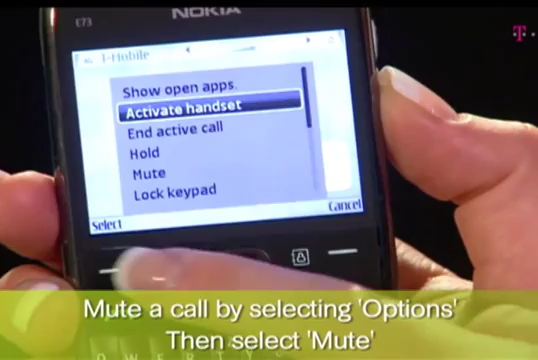 NOKIA
E73
T-Mobile
Show open apps.
Activate handset
End active call
Hold
Mute
Lock keypad
Select
Cancel
T
Mute a call by selecting 'Options'
Then select 'Mute'